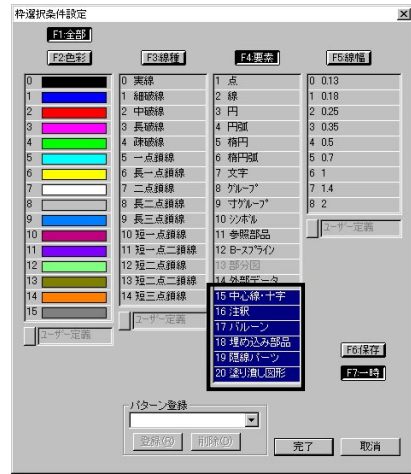 枠選択条件設定
F1:全部
F2:色彩 F3:線種 F4:要素 F5:線幅
0
1
2
3
4
5
6
7
8
9
10
11
12
13
14
15
ユーザー定義
0 実線
1 細破線
2 中破線
3 長破線
4 疎破線
5 一点鎖線
6 長一点鎖線
7 二点鎖線
8 長二点鎖線
9 長三点鎖線
10 短一点鎖線
11 短一点二鎖線
12 短二点鎖線
13 短二点二鎖線
14 短三点鎖線
ユーザー定義
1 点
2 線
3 円
4 円弧
5 楕円
6 楕円弧
7 文字
8 グループ
9 寸グループ
10 シンボル
11 参照部品
12 B-スプライン
13 部分図
14 外部データ
15 中心線・十字
16 注釈
17 バルーン
18 埋め込み部品
19 隠線パーツ
20 塗り潰し図形
0 0.13
1 0.18
2 0.25
3 0.35
4 0.5
5 0.7
6 1
7 1.4
8 2
ユーザー定義
F6:保存
F7:一時
パターン登録
登録(R) 削除(D)
完了 取消